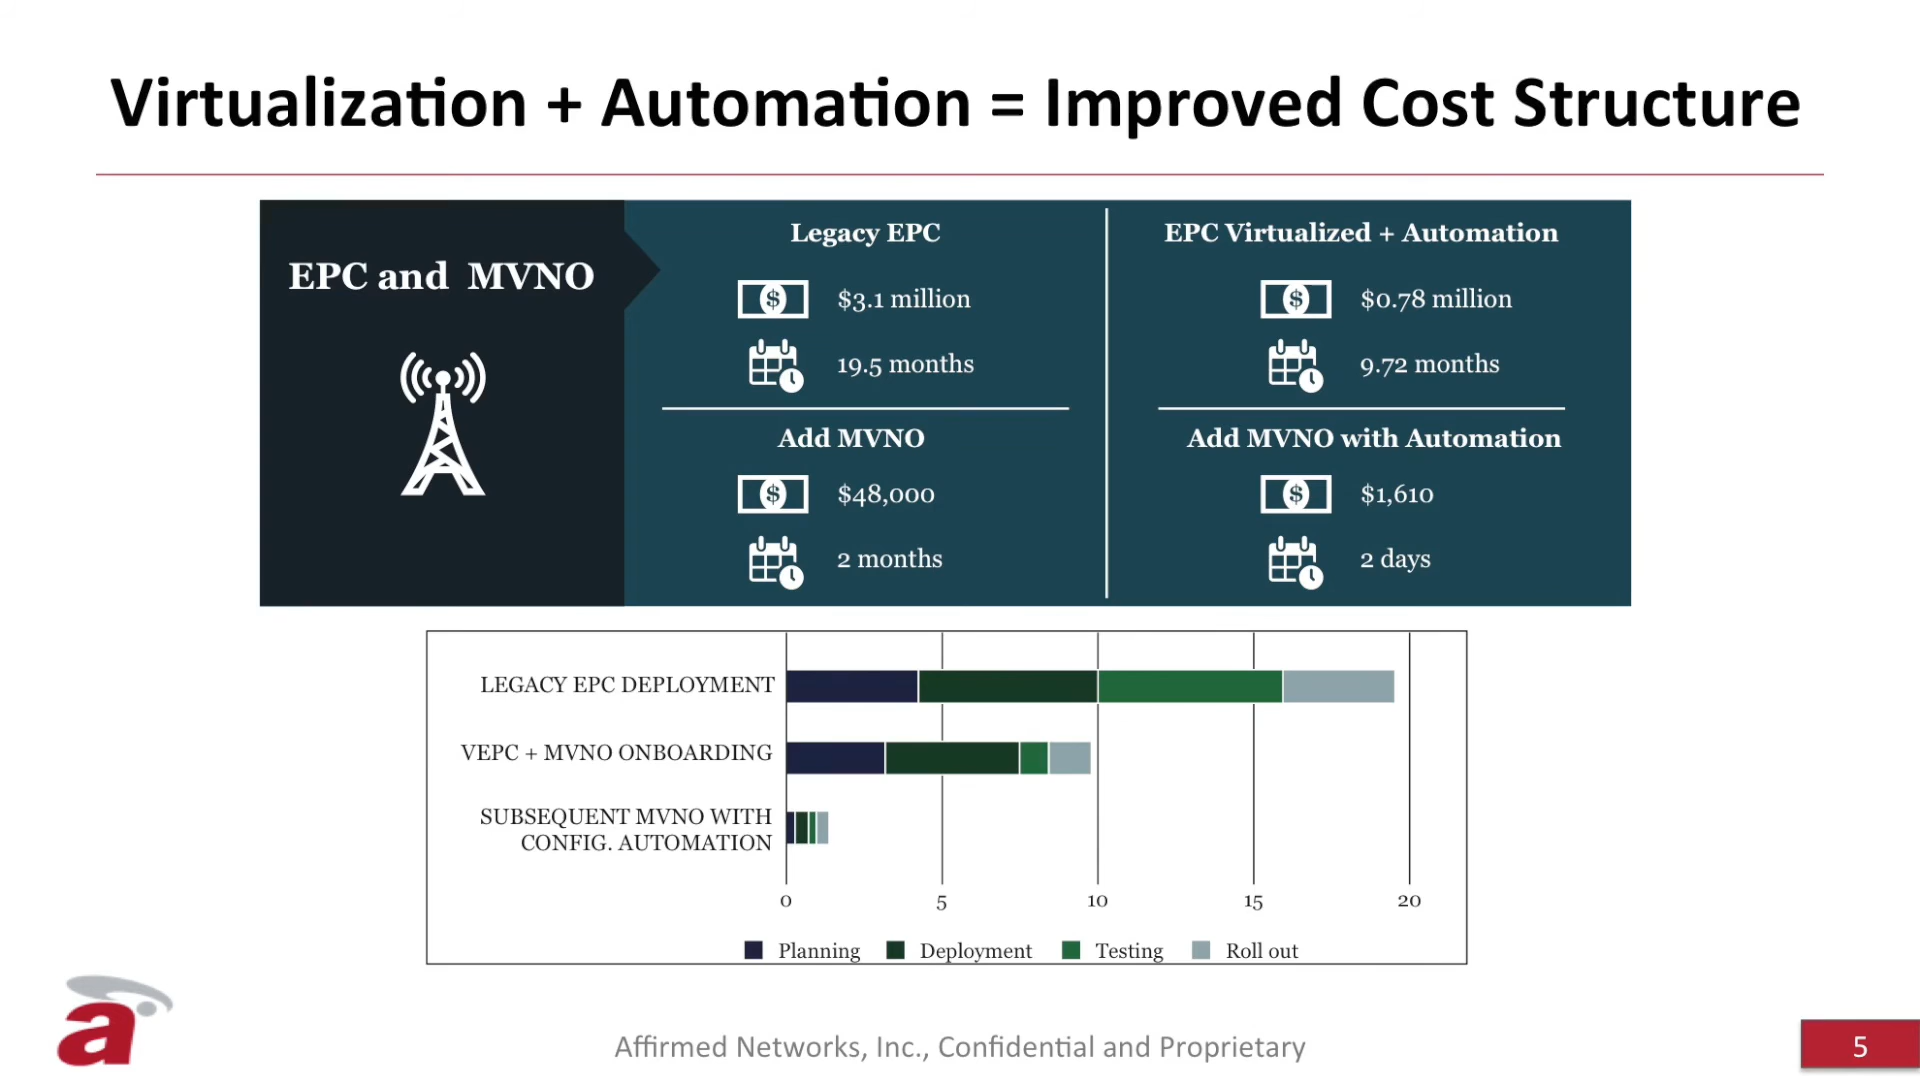 Virtualization + Automation = Improved Cost Structure
EPC and MVNO
Legacy EPC
$3.1 million
19.5 months
Add MVNO
$48,000
2 months
EPC Virtualized + Automation
$0.78 million
9.72 months
Add MVNO with Automation
$1,610
2 days
LEGACY EPC DEPLOYMENT
VEPC + MVNO ONBOARDING
SUBSEQUENT MVNO WITH
CONFIG. AUTOMATION
0 5 10 15 20
Planning Deployment Testing Roll out
a
Affirmed Networks, Inc., Confidential and Proprietary
5